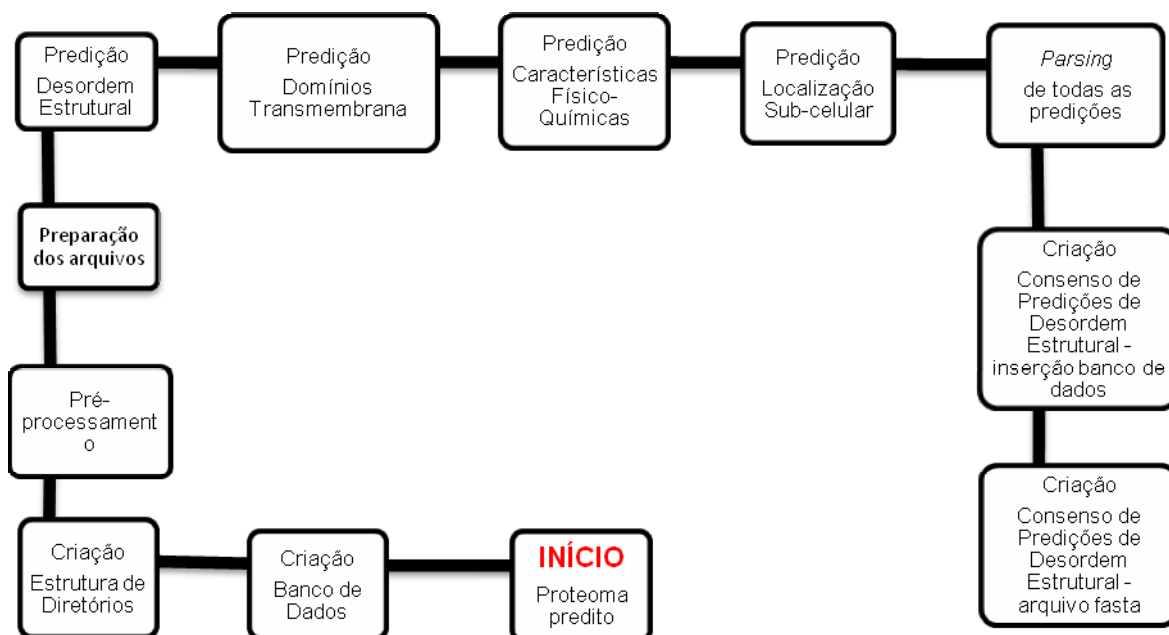 Predição
Desordem
Estrutural
Predição
Domínios
Transmembrana
Predição
Características
Físico-
Químicas
Predição
Localização
Sub-celular
Parsing
de todas as
predições
Preparação
dos arquivos
Criação
Consenso de
Predições de
Desordem
Estrutural -
inserção banco de
dados
Pré-
processament
o
Criação
Consenso de
Predições de
Desordem
Estrutural -
arquivo fasta
Criação
Estrutura de
Diretórios
Criação
Banco de
Dados
INÍCIO
Proteoma
predito